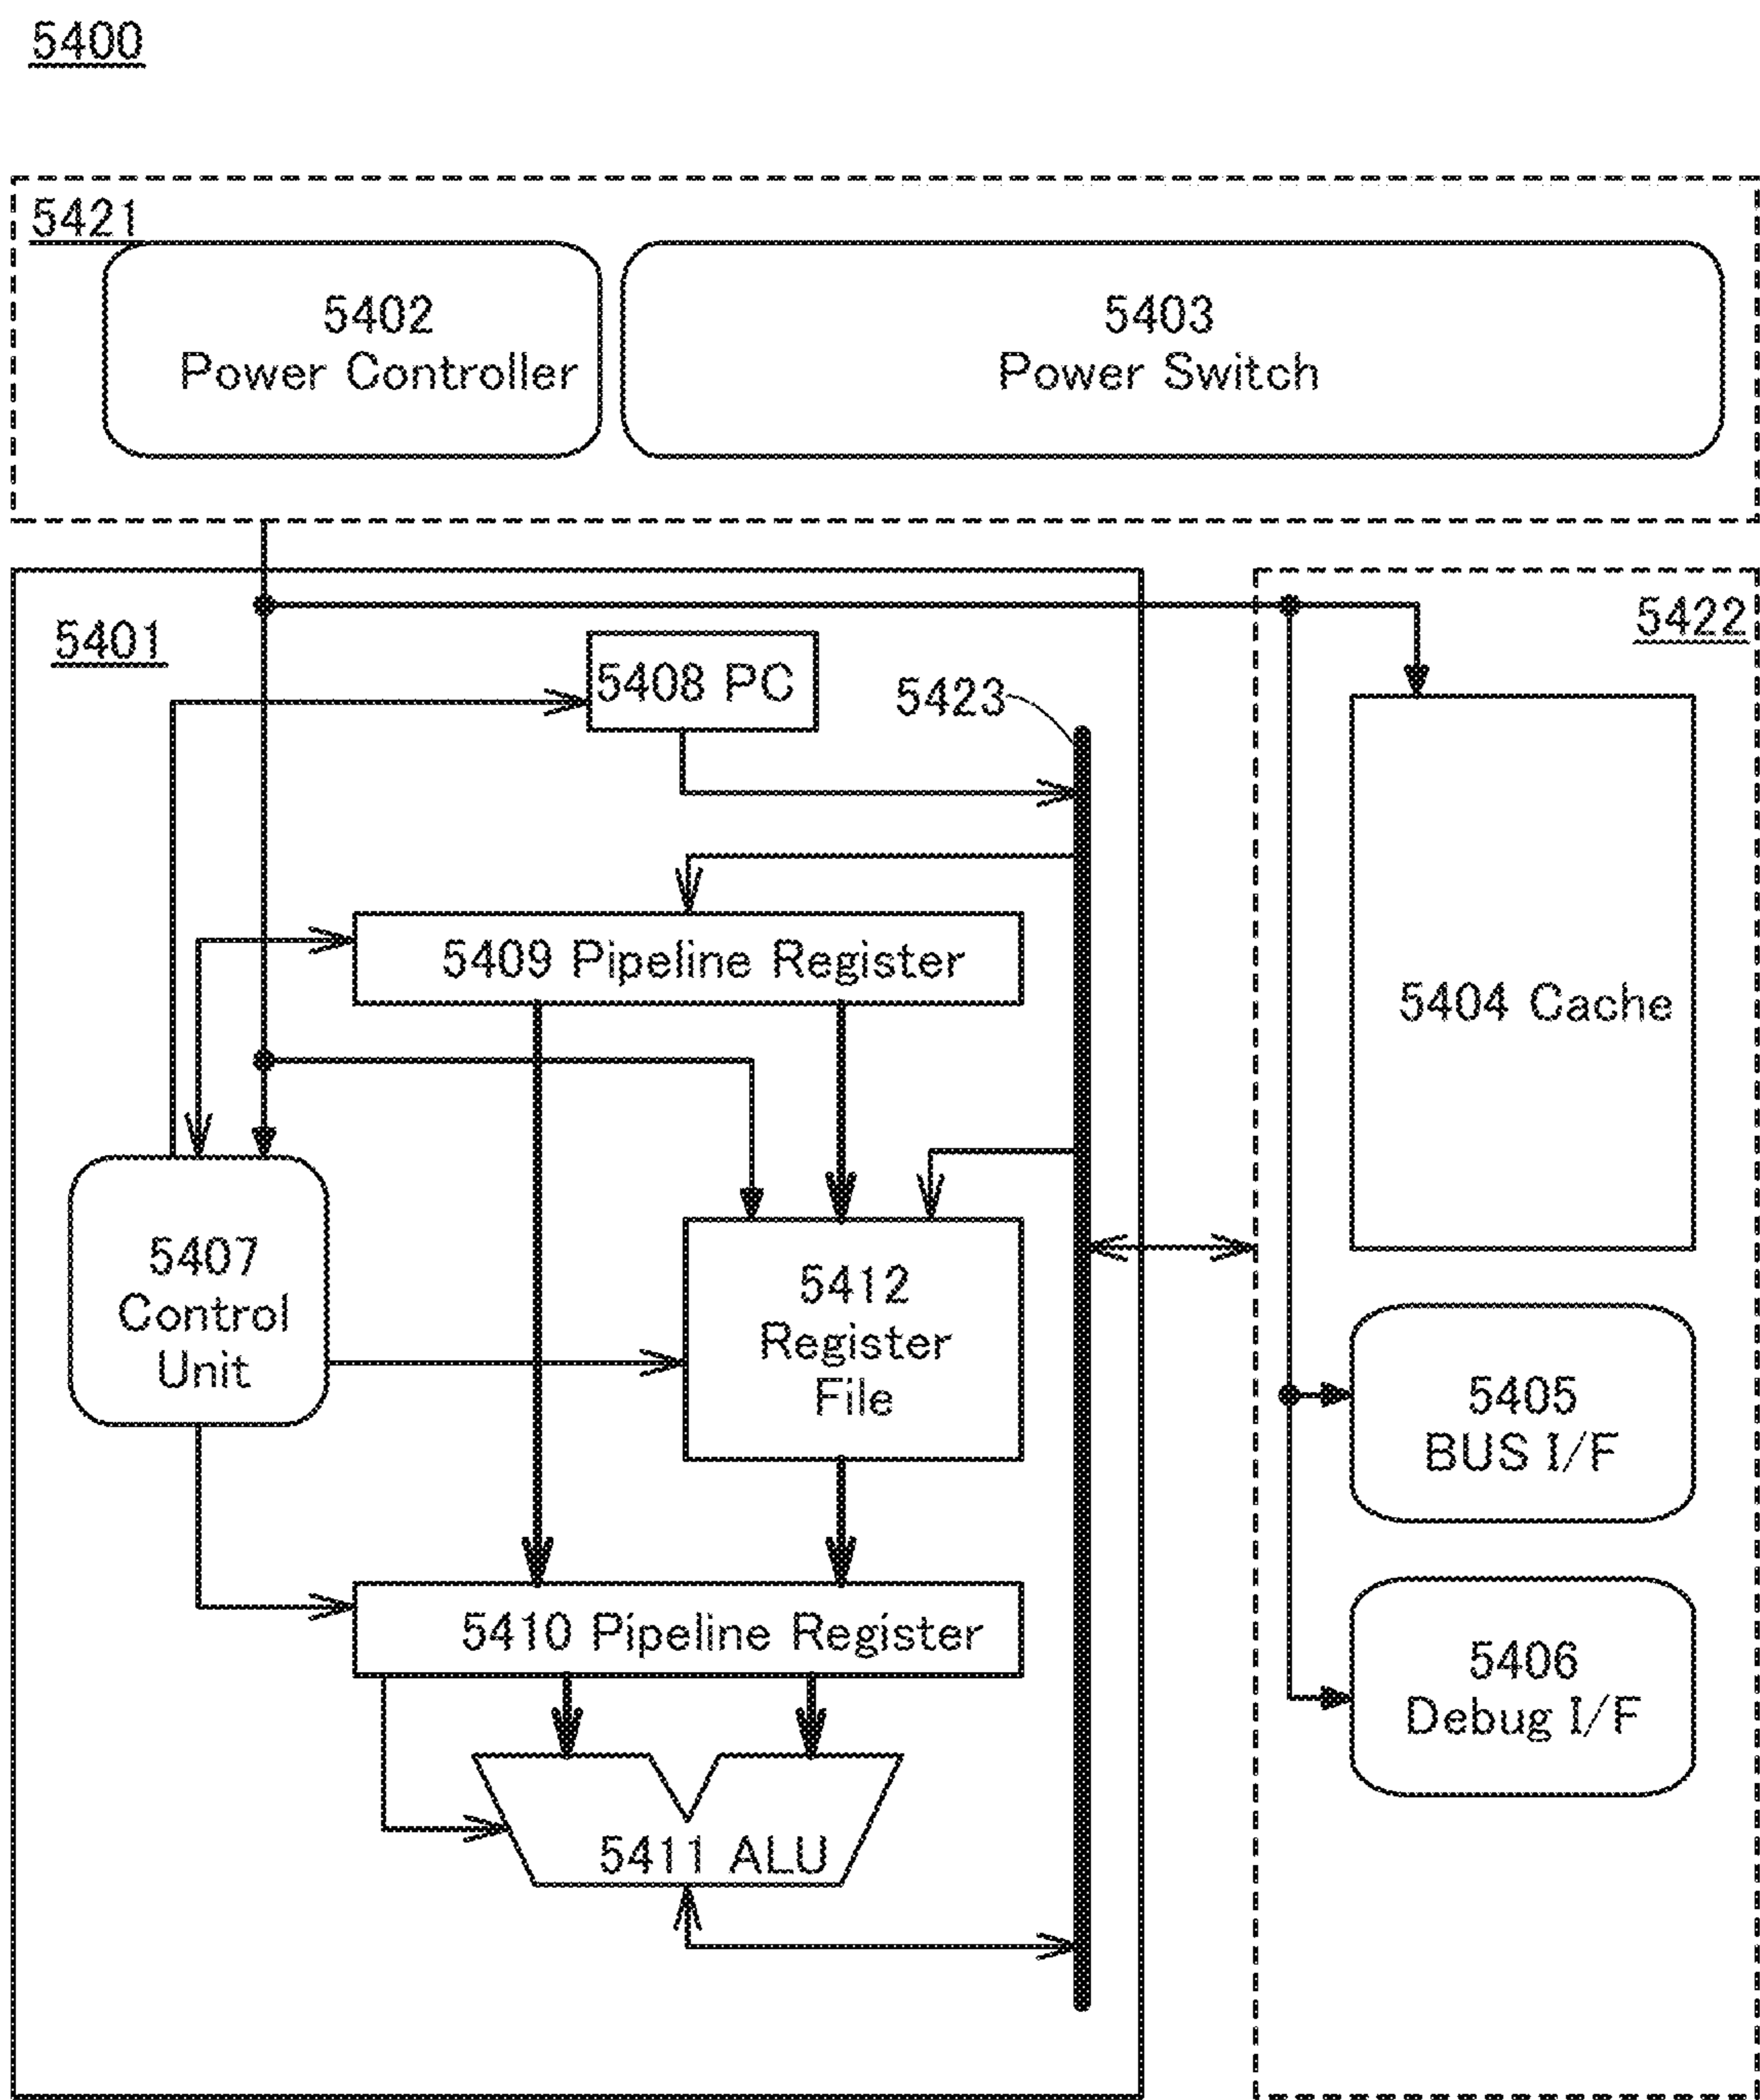 5400
5421
5402
Power Controller
5403
Power Switch
5401
5422
5408 PC
5423
5409 Pipeline Register
5404 Cache
5407
Control
Unit
5412
Register
File
5405
BUS I/F
5410 Pipeline Register
5406
Debug I/F
5411 ALU